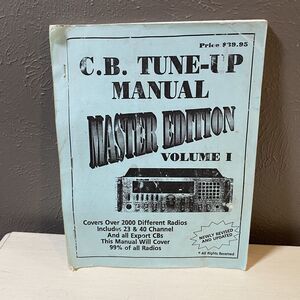 Price $39.95
C.B. TUNE-UP
MANUAL
MASTER EDITION
VOLUME I
Covers Over 2000 Different Radios
Includes 23 & 40 Channel
And all Export CBs
This Manual Will Cover
99% of all Radios
NEWLY REVISED
AND UPDATED
* All Rights Reserved